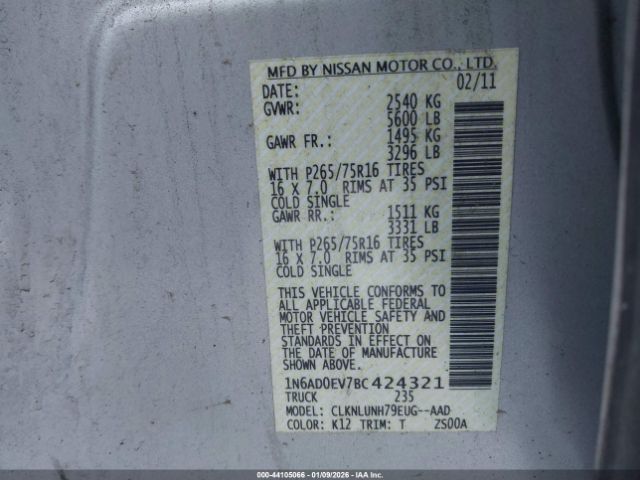 MFD BY NISSAN MOTOR CO., LTD.
DATE: 02/11
GVWR: 2540 KG
5600 LB
GAWR FR.: 1495 KG
3296 LB
WITH P265/75R16 TIRES
16 X 7.0 RIMS AT 35 PSI
COLD SINGLE
GAWR RR.: 1511 KG
3331 LB
WITH P265/75R16 TIRES
16 X 7.0 RIMS AT 35 PSI
COLD SINGLE
THIS VEHICLE CONFORMS TO
ALL APPLICABLE FEDERAL
MOTOR VEHICLE SAFETY AND
THEFT PREVENTION
STANDARDS IN EFFECT ON
THE DATE OF MANUFACTURE
SHOWN ABOVE.
1N6AD0EV7BC424321
TRUCK 235
MODEL: CLKNLUNH79EUG--AAD
COLOR: K12 TRIM: T ZS00A
000-44105066 - 01/09/2026 - IAAI.com